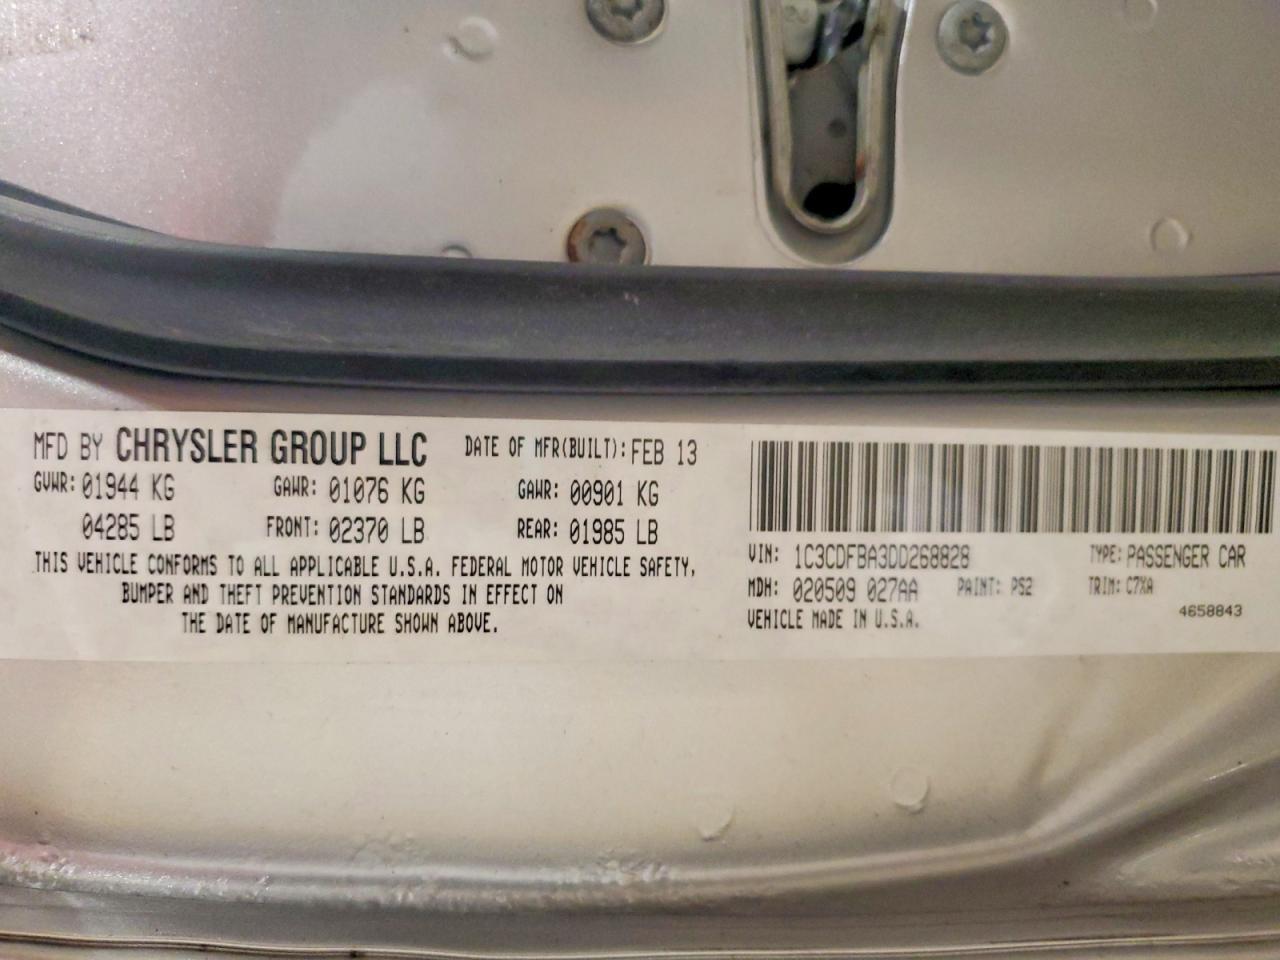 MFD BY CHRYSLER GROUP LLC DATE OF MFR(BUILT): FEB 13
GVWR: 01944 KG GAWR: 01076 KG GAWR: 00901 KG
04285 LB FRONT: 02370 LB REAR: 01985 LB
THIS VEHICLE CONFORMS TO ALL APPLICABLE U.S.A. FEDERAL MOTOR VEHICLE SAFETY,
BUMPER AND THEFT PREVENTION STANDARDS IN EFFECT ON
THE DATE OF MANUFACTURE SHOWN ABOVE.
VIN: 1C3CDFBA3DD268828 TYPE: PASSENGER CAR
MDH: 020509 027AA PAINT: PS2 TRIM: C7XA
VEHICLE MADE IN U.S.A. 4658843